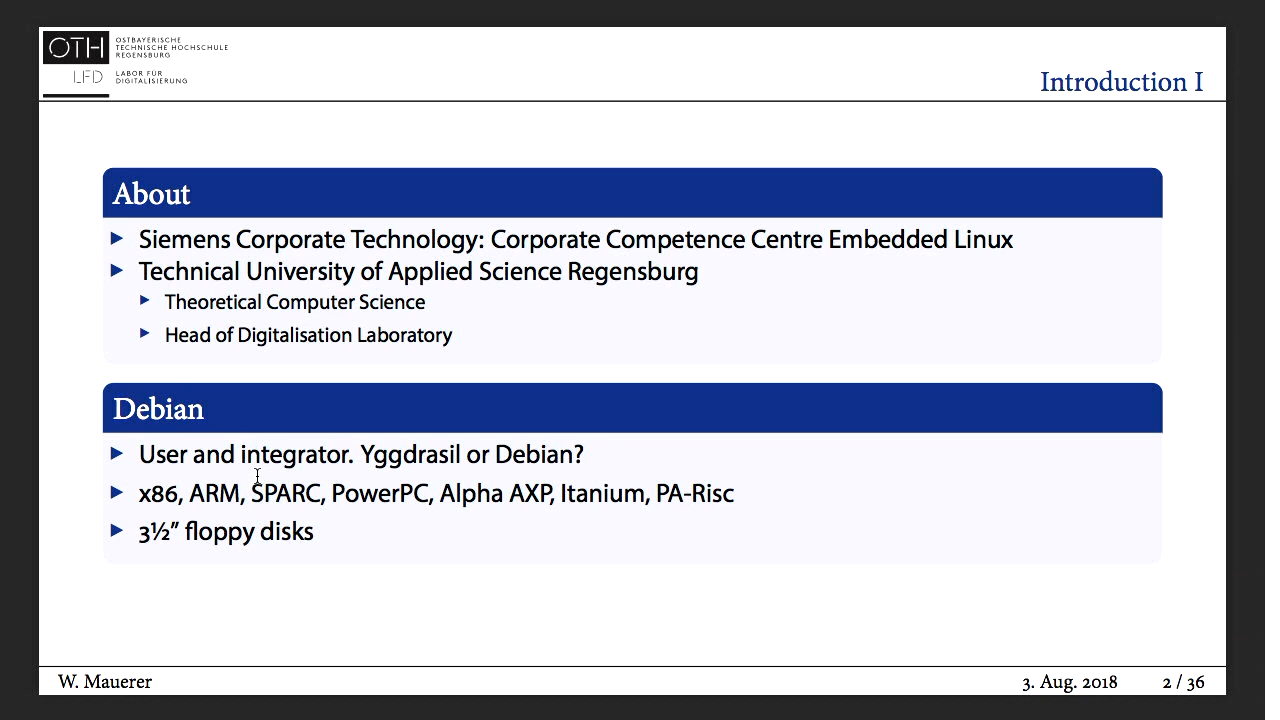 OTH
OSTBAYERISCHE
TECHNISCHE HOCHSCHULE
REGENSBURG
LFD
LABOR FÜR
DIGITALISIERUNG
Introduction I
About
Siemens Corporate Technology: Corporate Competence Centre Embedded Linux
Technical University of Applied Science Regensburg
Theoretical Computer Science
Head of Digitalisation Laboratory
Debian
User and integrator. Yggdrasil or Debian?
x86, ARM, SPARC, PowerPC, Alpha AXP, Itanium, PA-Risc
3½” floppy disks
W. Mauerer
3. Aug. 2018
2 / 36